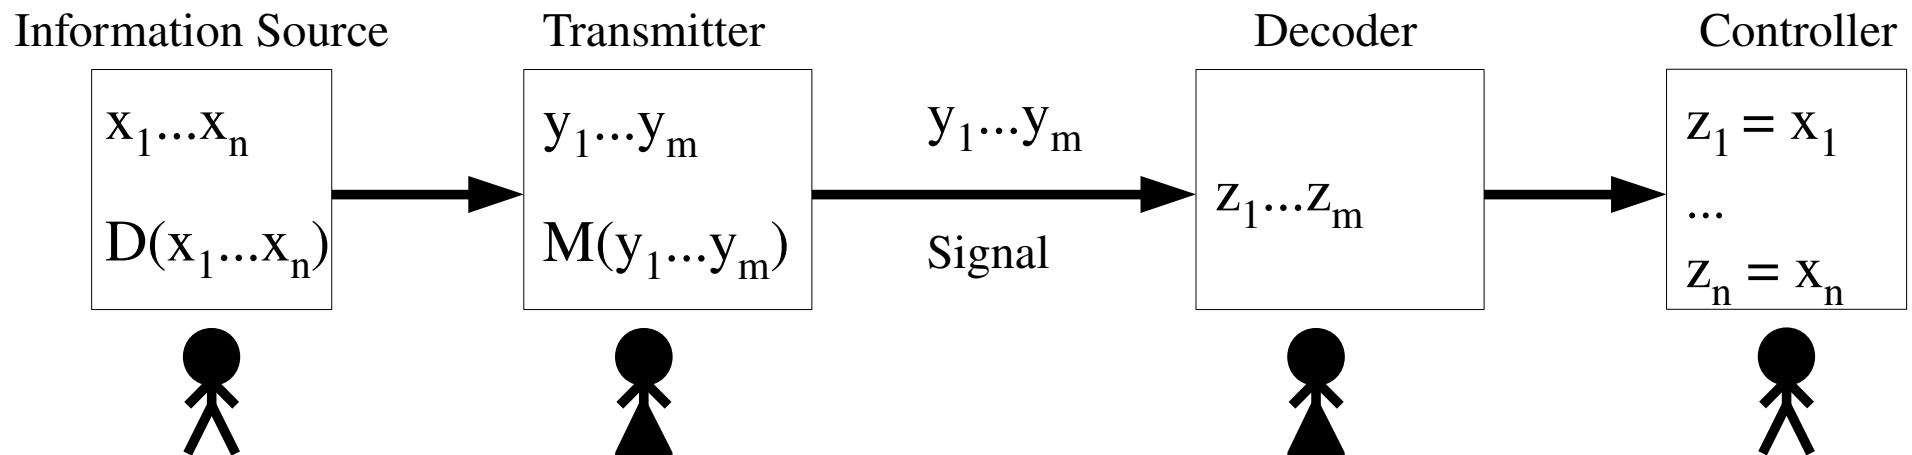 Information Source
x₁...xₙ
D(x₁...xₙ)
Transmitter
y₁...yₘ
M(y₁...yₘ)
y₁...yₘ
Signal
Decoder
z₁...zₘ
Controller
z₁ = x₁
...
zₙ = xₙ